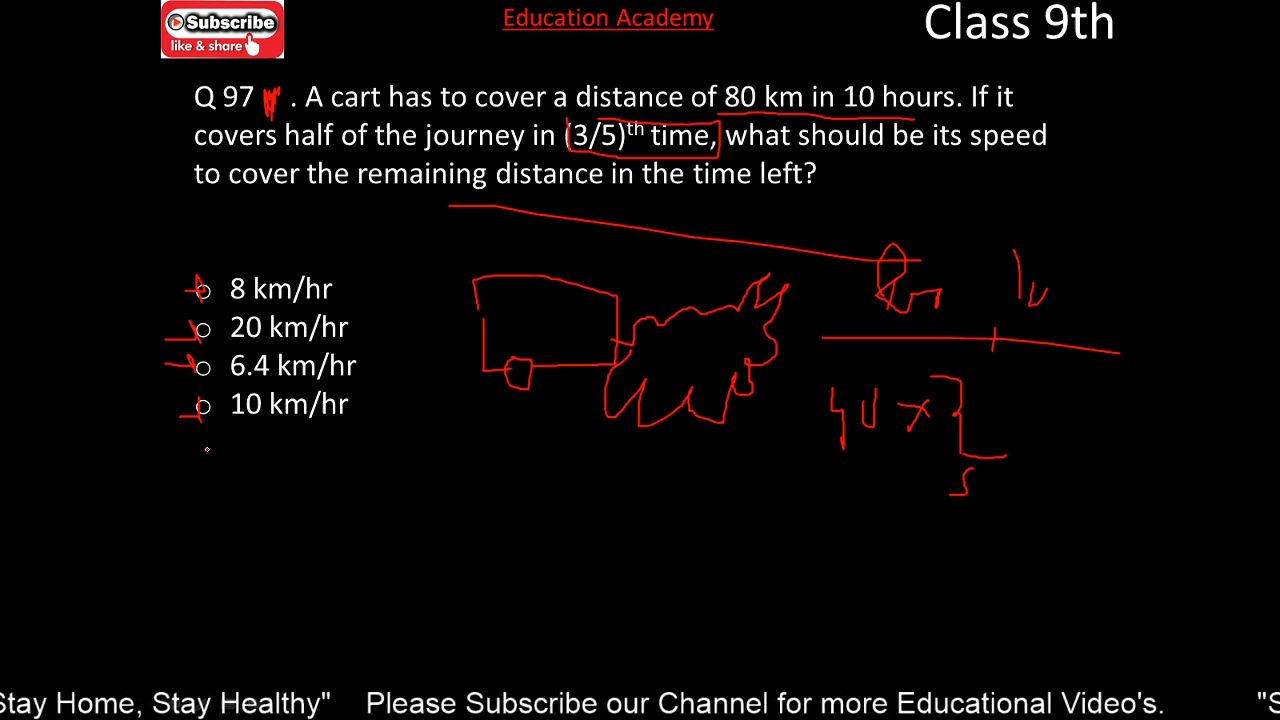 Subscribe
like & share
Education Academy
Class 9th
Q 97 . A cart has to cover a distance of 80 km in 10 hours. If it
covers half of the journey in (3/5)th time, what should be its speed
to cover the remaining distance in the time left?
8 km/hr
20 km/hr
6.4 km/hr
10 km/hr
Stay Home, Stay Healthy" Please Subscribe our Channel for more Educational Video's. "S